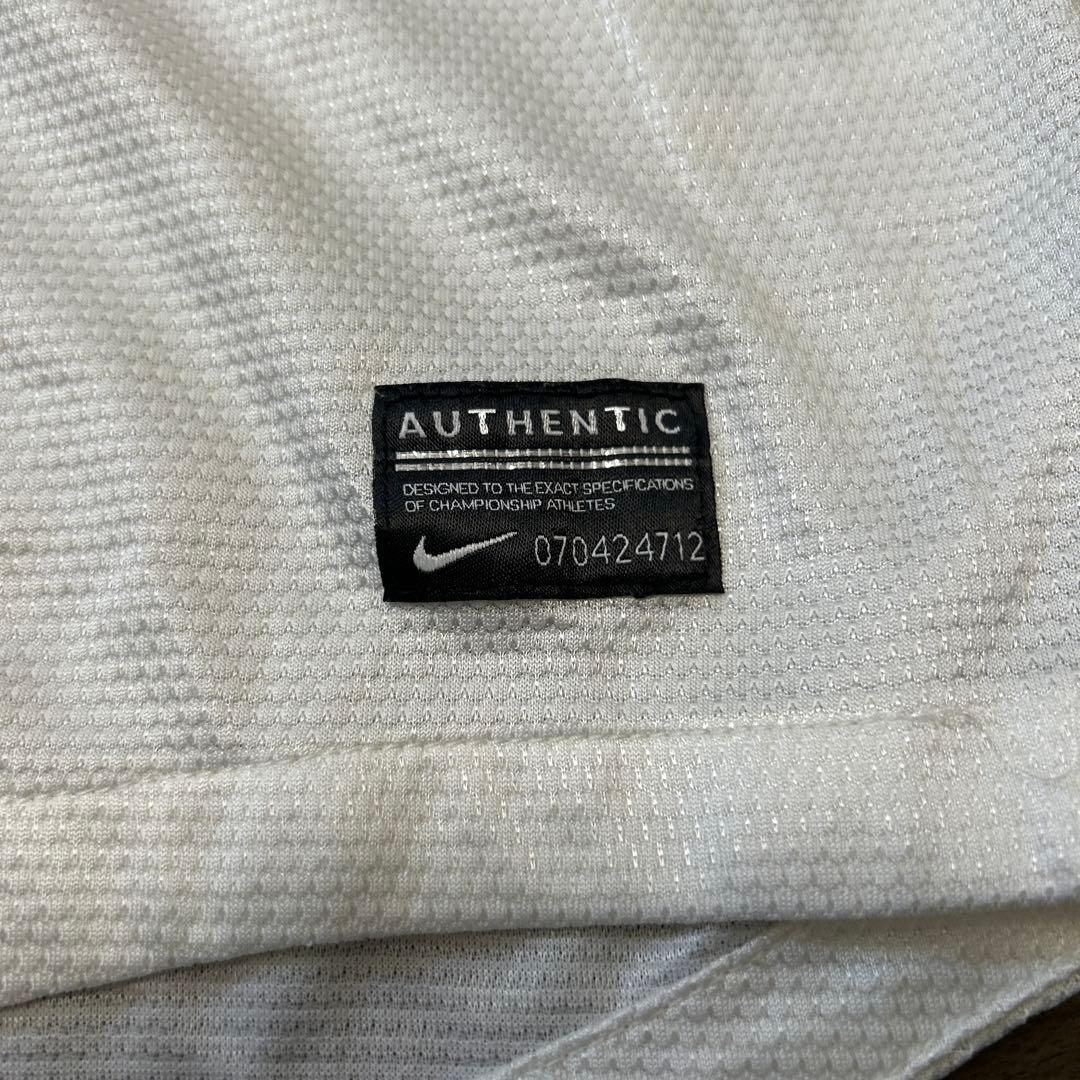 AUTHENTIC
DESIGNED TO THE EXACT SPECIFICATIONS
OF CHAMPIONSHIP ATHLETES
070424712